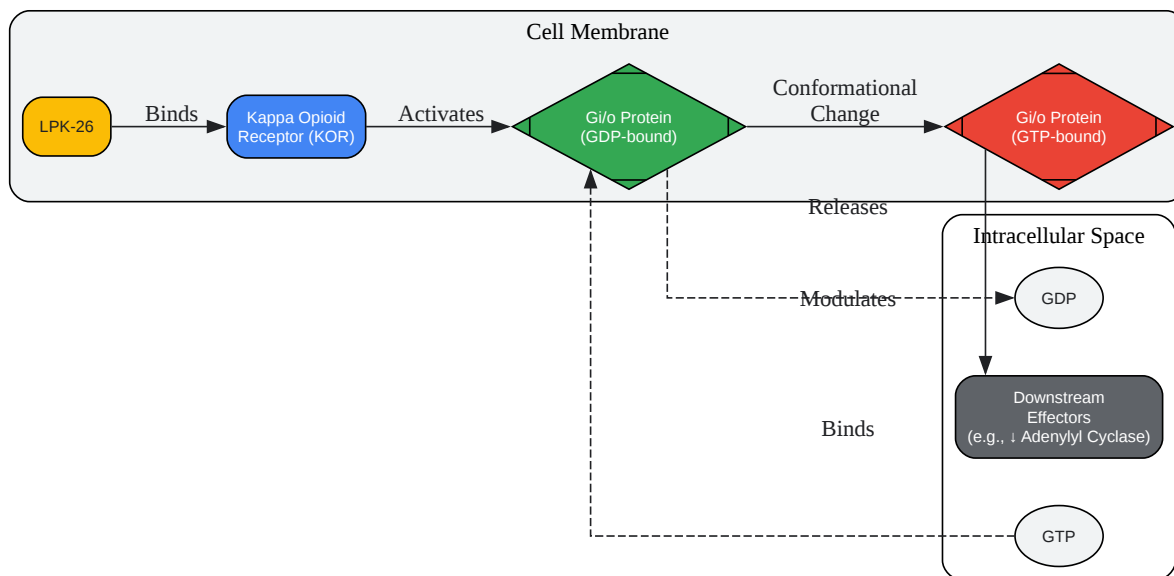 Cell Membrane
LPK-26
Binds
Kappa Opioid
Receptor (KOR)
Activates
Gi/o Protein
(GDP-bound)
Conformational
Change
Gi/o Protein
(GTP-bound)
Releases
Intracellular Space
Modulates
GDP
Downstream
Effectors
(e.g., ↓ Adenylyl Cyclase)
Binds
GTP